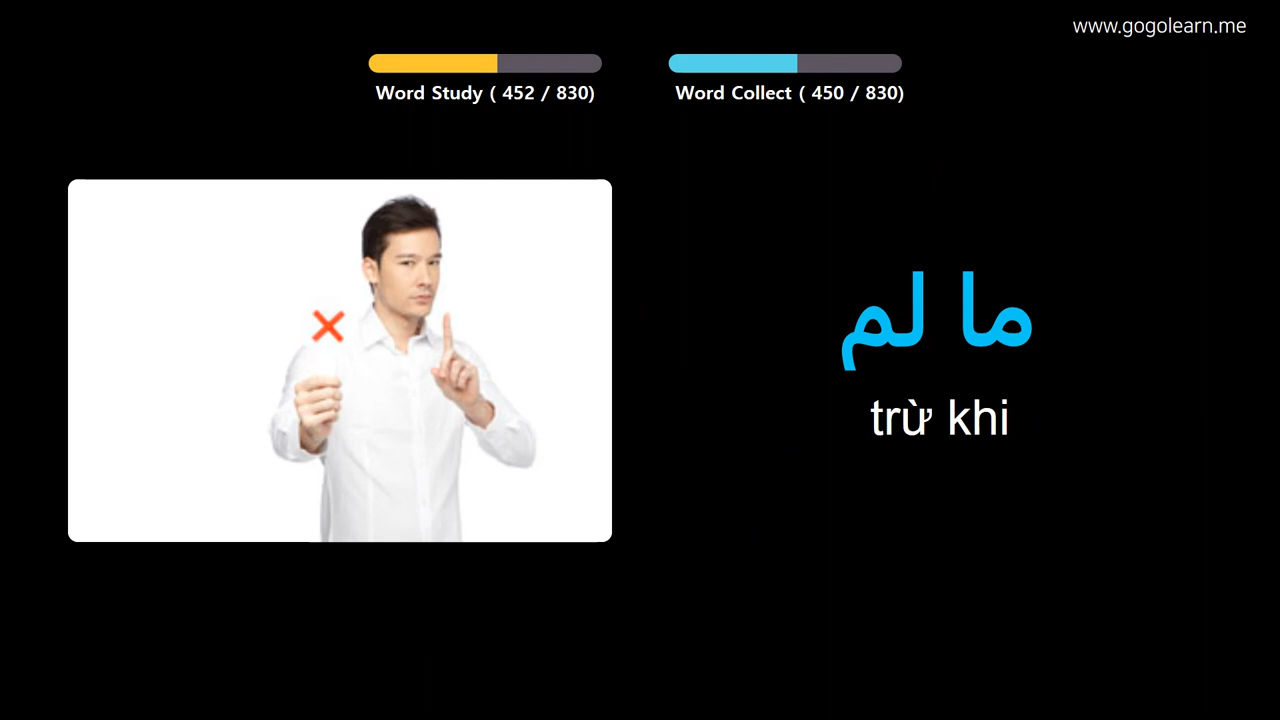 www.gogolearn.me
Word Study ( 452 / 830)
Word Collect ( 450 / 830)
ما لم
trừ khi